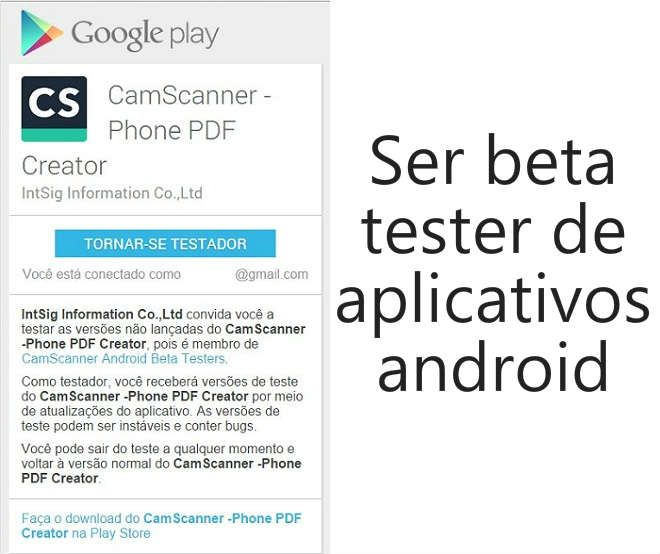 Google play
CS
CamScanner -
Phone PDF
Creator
IntSig Information Co.,Ltd
TORNAR-SE TESTADOR
Você está conectado como @gmail.com
IntSig Information Co.,Ltd convida você a
testar as versões não lançadas do CamScanner
-Phone PDF Creator, pois é membro de
CamScanner Android Beta Testers.
Como testador, você receberá versões de teste
do CamScanner -Phone PDF Creator por meio
de atualizações do aplicativo. As versões de
teste podem ser instáveis e conter bugs.
Você pode sair do teste a qualquer momento e
voltar à versão normal do CamScanner -Phone
PDF Creator.
Faça o download do CamScanner -Phone PDF
Creator na Play Store
Ser beta
tester de
aplicativos
android